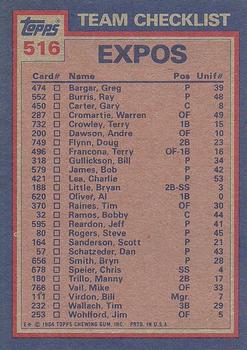 Topps TEAM CHECKLIST
516 EXPOS
Card# Name Pos Unif#
474 □ Bargar, Greg P 39
552 □ Burris, Ray P 48
450 □ Carter, Gary C 8
287 □ Cromartie, Warren OF 49
732 □ Crowley, Terry 1B 15
200 □ Dawson, Andre OF 10
749 □ Flynn, Doug 2B 23
496 □ Francona, Terry OF-1B 16
318 □ Gullickson, Bill P 34
579 □ James, Bob P 43
421 □ Lea, Charlie P 53
188 □ Little, Bryan 2B-SS 3
620 □ Oliver, Al 1B 0
370 □ Raines, Tim OF 30
32 □ Ramos, Bobby C 44
595 □ Reardon, Jeff P 41
80 □ Rogers, Steve P 45
164 □ Sanderson, Scott P 21
57 □ Schatzeder, Dan P 43
656 □ Smith, Bryn P 28
678 □ Speier, Chris SS 4
180 □ Trillo, Manny 2B 17
766 □ Vail, Mike OF 33
111 □ Virdon, Bill Mgr. 7
232 □ Wallach, Tim 3B 29
253 □ Wohlford, Jim OF 5
E* © 1984 TOPPS CHEWING GUM, INC. PRTD. IN U.S.A.